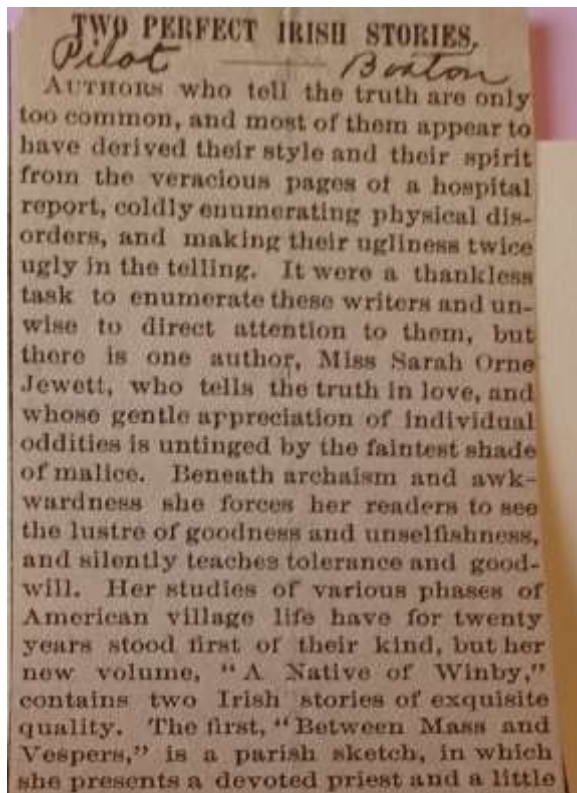 TWO PERFECT IRISH STORIES.
Pilot Boston
AUTHORS who tell the truth are only
too common, and most of them appear to
have derived their style and their spirit
from the veracious pages of a hospital
report, coldly enumerating physical dis-
orders, and making their ugliness twice
ugly in the telling. It were a thankless
task to enumerate these writers and un-
wise to direct attention to them, but
there is one author, Miss Sarah Orne
Jewett, who tells the truth in love, and
whose gentle appreciation of individual
oddities is untinged by the faintest shade
of malice. Beneath archaism and awk-
wardness she forces her readers to see
the lustre of goodness and unselfishness,
and silently teaches tolerance and good-
will. Her studies of various phases of
American village life have for twenty
years stood first of their kind, but her
new volume, "A Native of Winby,"
contains two Irish stories of exquisite
quality. The first, "Between Mass and
Vespers," is a parish sketch, in which
she presents a devoted priest and a little